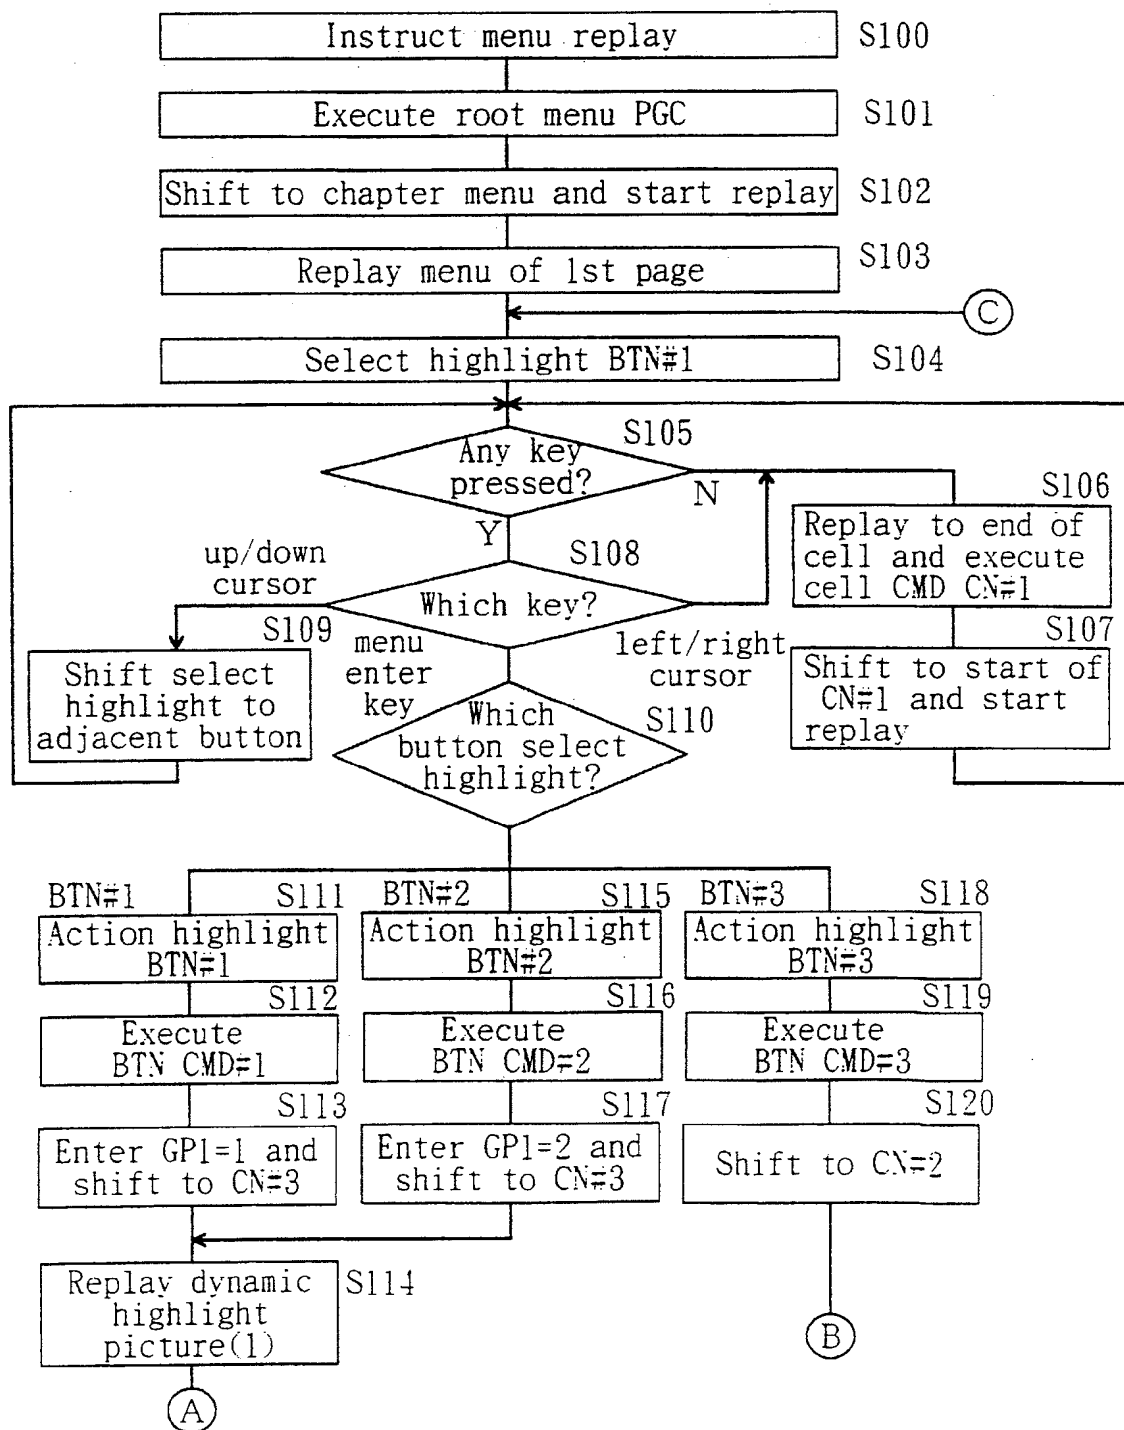 Instruct menu replay
S100
Execute root menu PGC
S101
Shift to chapter menu and start replay
S102
Replay menu of 1st page
S103
C
Select highlight BTN#1
S104
Any key
pressed?
S105
N
Y
S106
Replay to end of
cell and execute
cell CMD CN#1
up/down
cursor
S108
Which key?
S109
Shift select
highlight to
adjacent button
menu
enter
key
left/right
cursor
S107
Shift to start of
CN#1 and start
replay
S110
Which
button select
highlight?
BTN#1
S111
Action highlight
BTN#1
BTN#2
S115
Action highlight
BTN#2
BTN#3
S118
Action highlight
BTN#3
S112
Execute
BTN CMD#1
S116
Execute
BTN CMD#2
S119
Execute
BTN CMD#3
S113
Enter GP1=1 and
shift to CN#3
S117
Enter GP1=2 and
shift to CN#3
S120
Shift to CN#2
Replay dynamic
highlight
picture(1)
S114
B
A